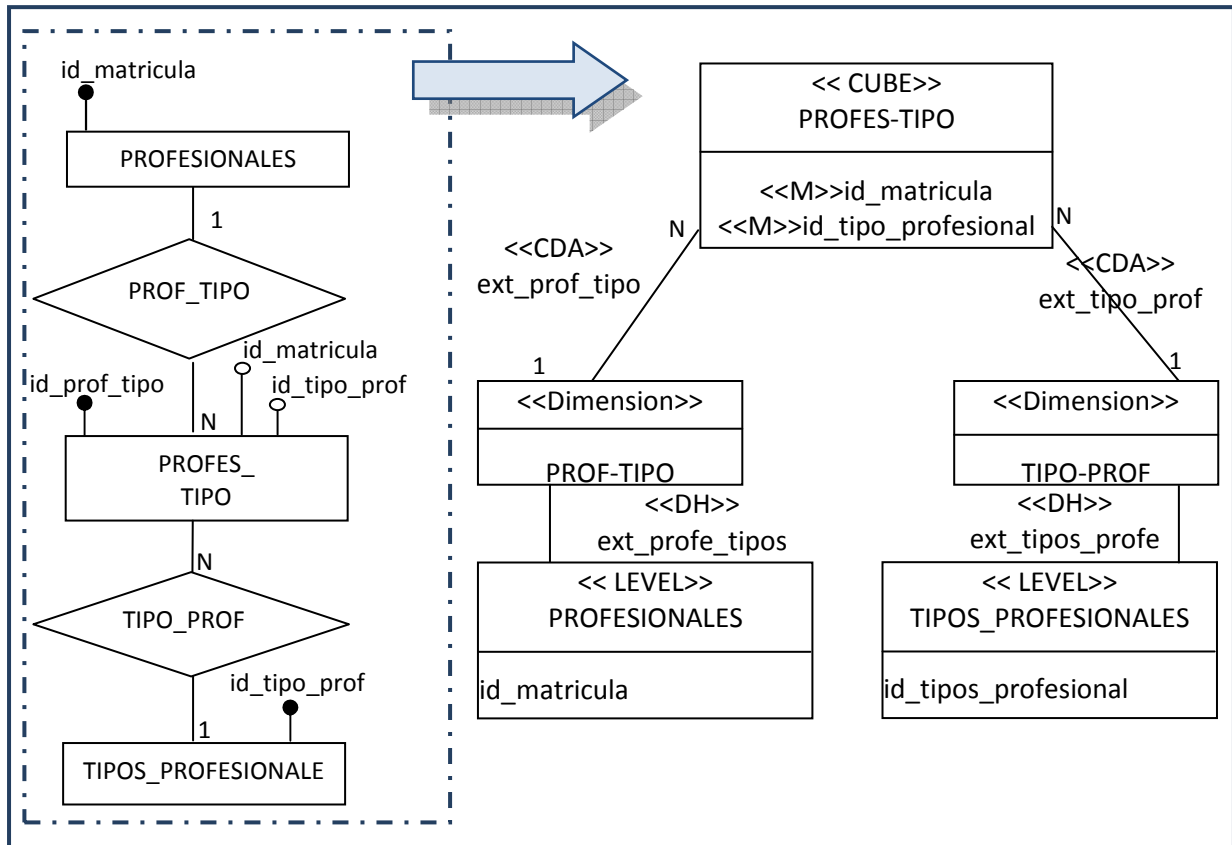 id_matricula
PROFESIONALES
1
PROF_TIPO
id_matricula
id_prof_tipo
id_tipo_prof
N
PROFES_
TIPO
N
TIPO_PROF
id_tipo_prof
1
TIPOS_PROFESIONALE
<< CUBE>>
PROFES-TIPO
<<M>>id_matricula
<<M>>id_tipo_profesional
N
N
<<CDA>>
ext_prof_tipo
<<CDA>>
ext_tipo_prof
1
1
<<Dimension>>
PROF-TIPO
<<Dimension>>
TIPO-PROF
<<DH>>
ext_profe_tipos
<<DH>>
ext_tipos_profe
<< LEVEL>>
PROFESIONALES
id_matricula
<< LEVEL>>
TIPOS_PROFESIONALES
id_tipos_profesional